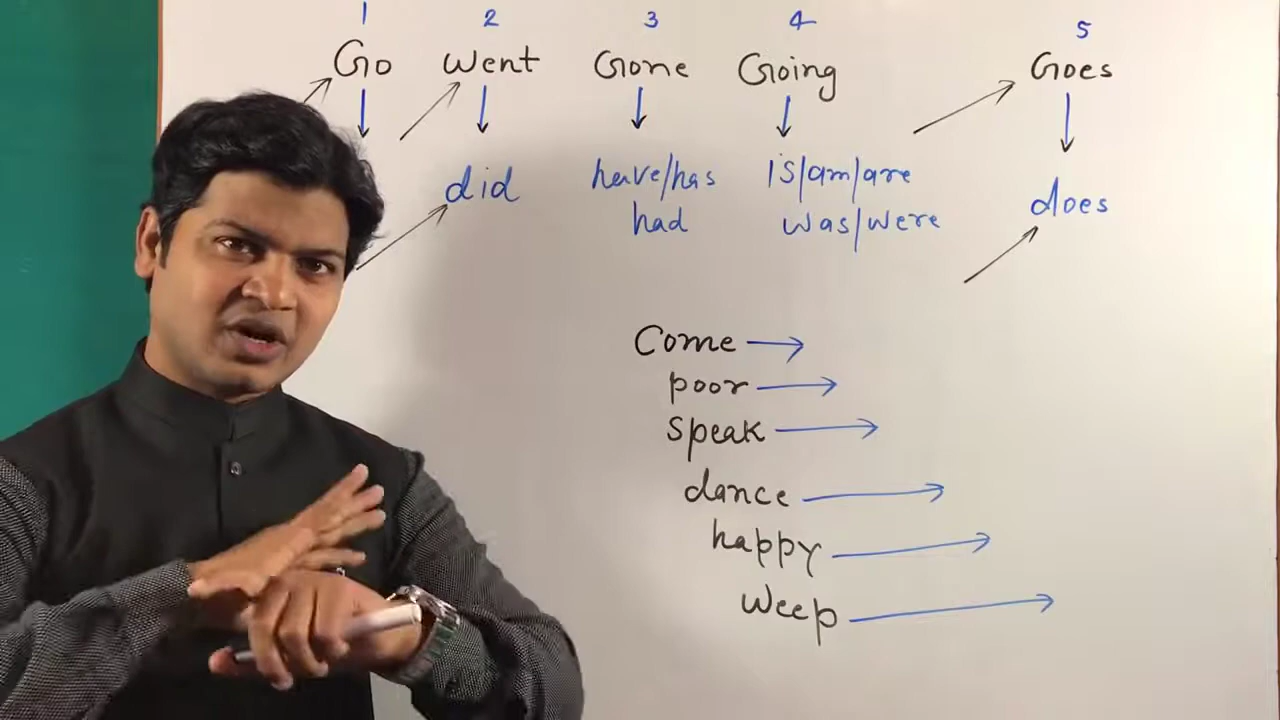 1 2 3 4 5
Go Went Gone Going Goes
did have/has is/am/are does
had was/were
Come
poor
Speak
dance
happy
Weep